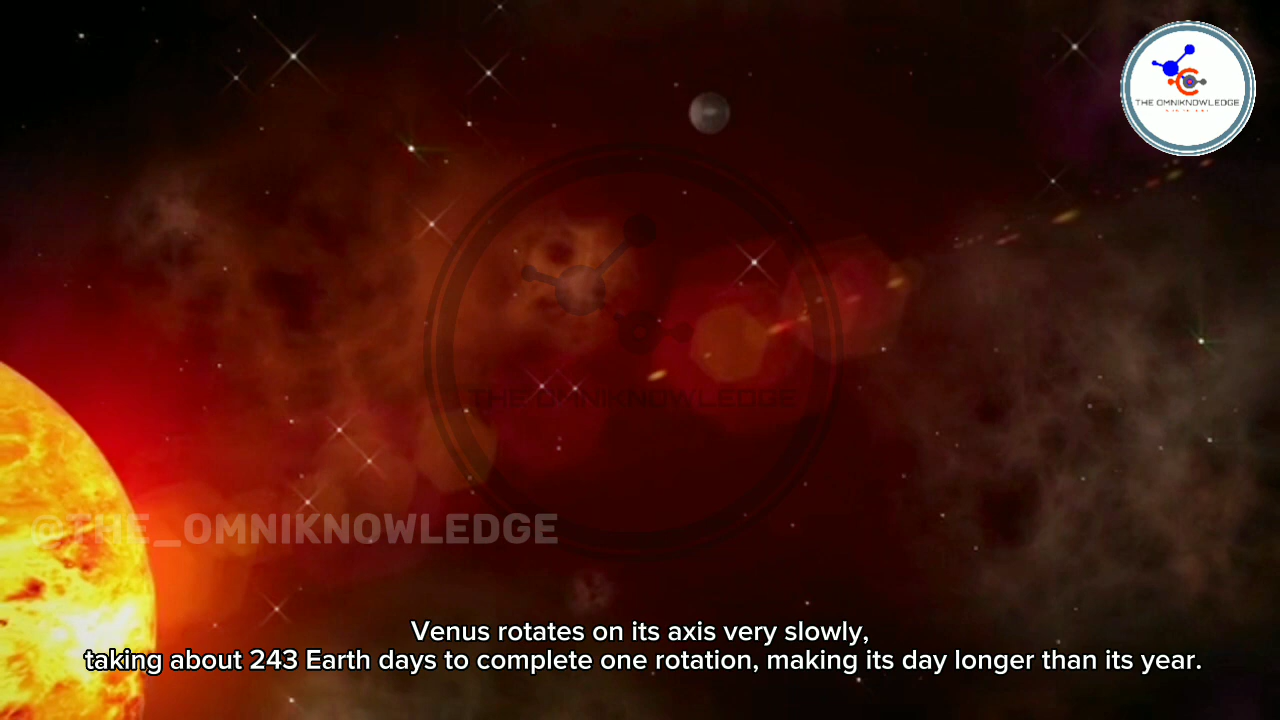 THE OMNIKNOWLEDGE
THE OMNIKNOWLEDGE
@THE_OMNIKNOWLEDGE
Venus rotates on its axis very slowly,
taking about 243 Earth days to complete one rotation, making its day longer than its year.